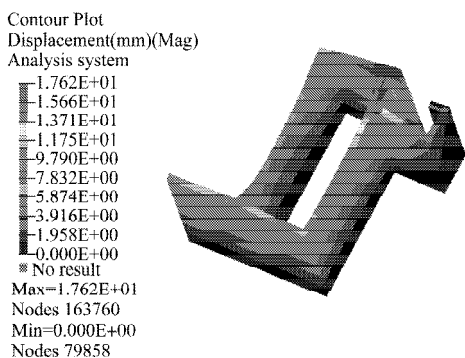 Contour Plot
Displacement(mm)(Mag)
Analysis system
1.762E+01
1.566E+01
1.371E+01
1.175E+01
9.790E+00
7.832E+00
5.874E+00
3.916E+00
1.958E+00
0.000E+00
No result
Max=1.762E+01
Nodes 163760
Min=0.000E+00
Nodes 79858